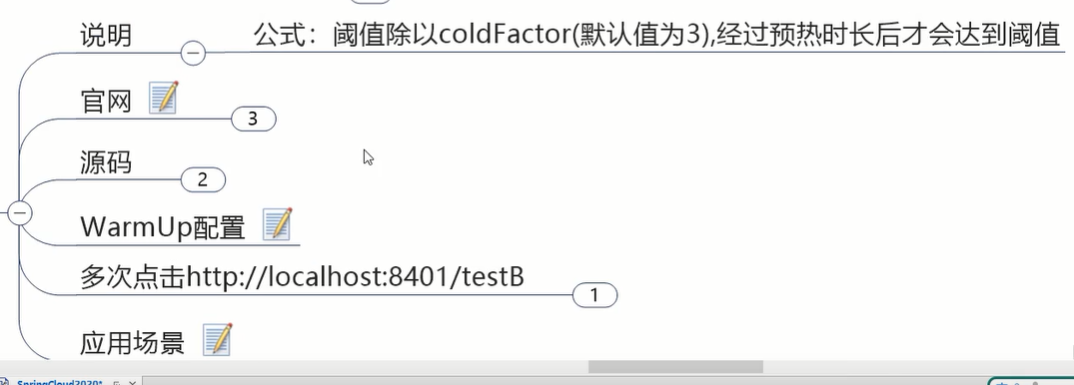 说明
公式：阈值除以coldFactor(默认值为3),经过预热时长后才会达到阈值
官网
3
源码
2
WarmUp配置
多次点击http://localhost:8401/testB
1
应用场景
SpringCloud2020*